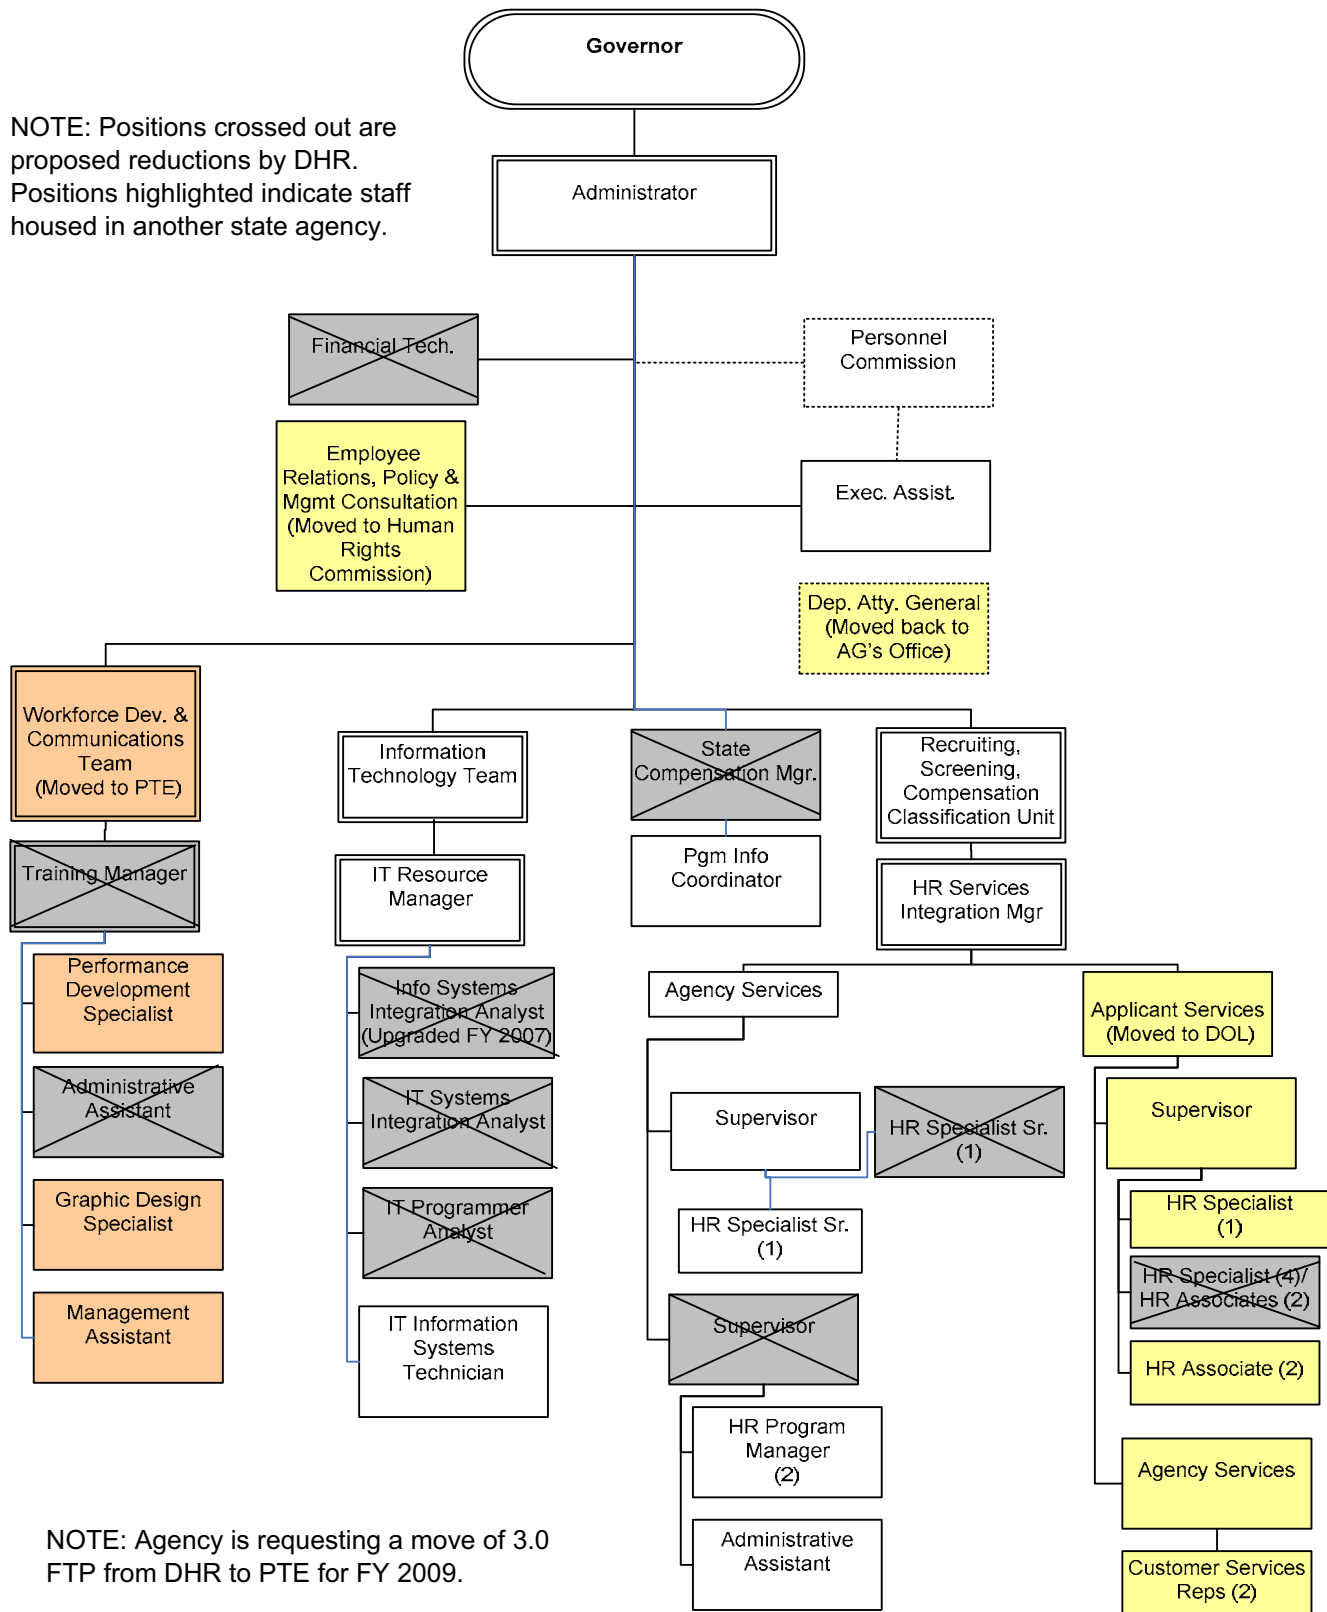 Governor
NOTE: Positions crossed out are
proposed reductions by DHR.
Positions highlighted indicate staff
housed in another state agency.
Administrator
Financial Tech.
Personnel
Commission
Employee
Relations, Policy &
Mgmt Consultation
(Moved to Human
Rights
Commission)
Exec. Assist.
Dep. Atty. General
(Moved back to
AG's Office)
Workforce Dev. &
Communications
Team
(Moved to PTE)
Information
Technology Team
State
Compensation Mgr.
Recruiting,
Screening,
Compensation
Classification Unit
Training Manager
IT Resource
Manager
Pgm Info
Coordinator
HR Services
Integration Mgr
Performance
Development
Specialist
Administrative
Assistant
Graphic Design
Specialist
Management
Assistant
Info Systems
Integration Analyst
(Upgraded FY 2007)
IT Systems
Integration Analyst
IT Programmer
Analyst
IT Information
Systems
Technician
Agency Services
Supervisor
HR Specialist Sr.
(1)
HR Specialist Sr.
(1)
Supervisor
HR Program
Manager
(2)
Administrative
Assistant
Applicant Services
(Moved to DOL)
Supervisor
HR Specialist
(1)
HR Specialist (4)/
HR Associates (2)
HR Associate (2)
Agency Services
Customer Services
Reps (2)
NOTE: Agency is requesting a move of 3.0
FTP from DHR to PTE for FY 2009.